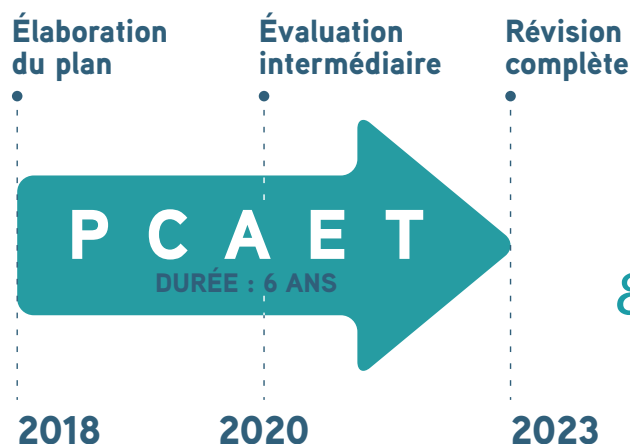 Élaboration
du plan
Évaluation
intermédiaire
Révision
complète
P C A E T
DURÉE : 6 ANS
2018
2020
2023